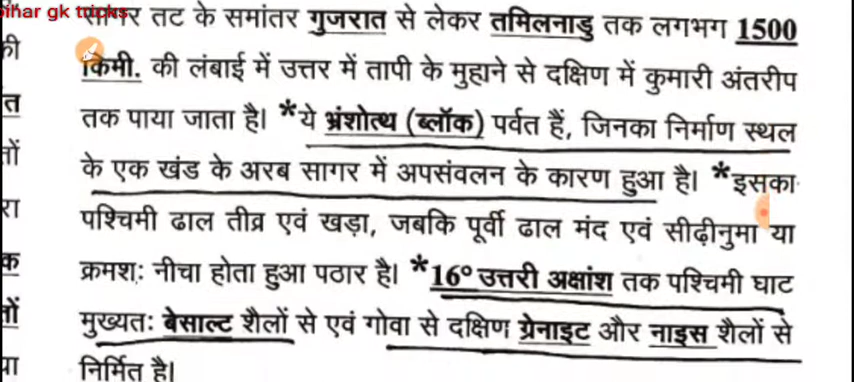 bihar gk tricks
सागर तट के समांतर गुजरात से लेकर तमिलनाडु तक लगभग 1500
की
किमी. की लंबाई में उत्तर में तापी के मुहाने से दक्षिण में कुमारी अंतरीप
त
तक पाया जाता है। *ये भ्रंशोत्थ (ब्लॉक) पर्वत हैं, जिनका निर्माण स्थल
तों
के एक खंड के अरब सागर में अपसंवलन के कारण हुआ है। *इसका
रा
पश्चिमी ढाल तीव्र एवं खड़ा, जबकि पूर्वी ढाल मंद एवं सीढ़ीनुमा या
क
क्रमशः नीचा होता हुआ पठार है। *16° उत्तरी अक्षांश तक पश्चिमी घाट
तों
मुख्यतः बेसाल्ट शैलों से एवं गोवा से दक्षिण ग्रेनाइट और नाइस शैलों से
या
निर्मित है।